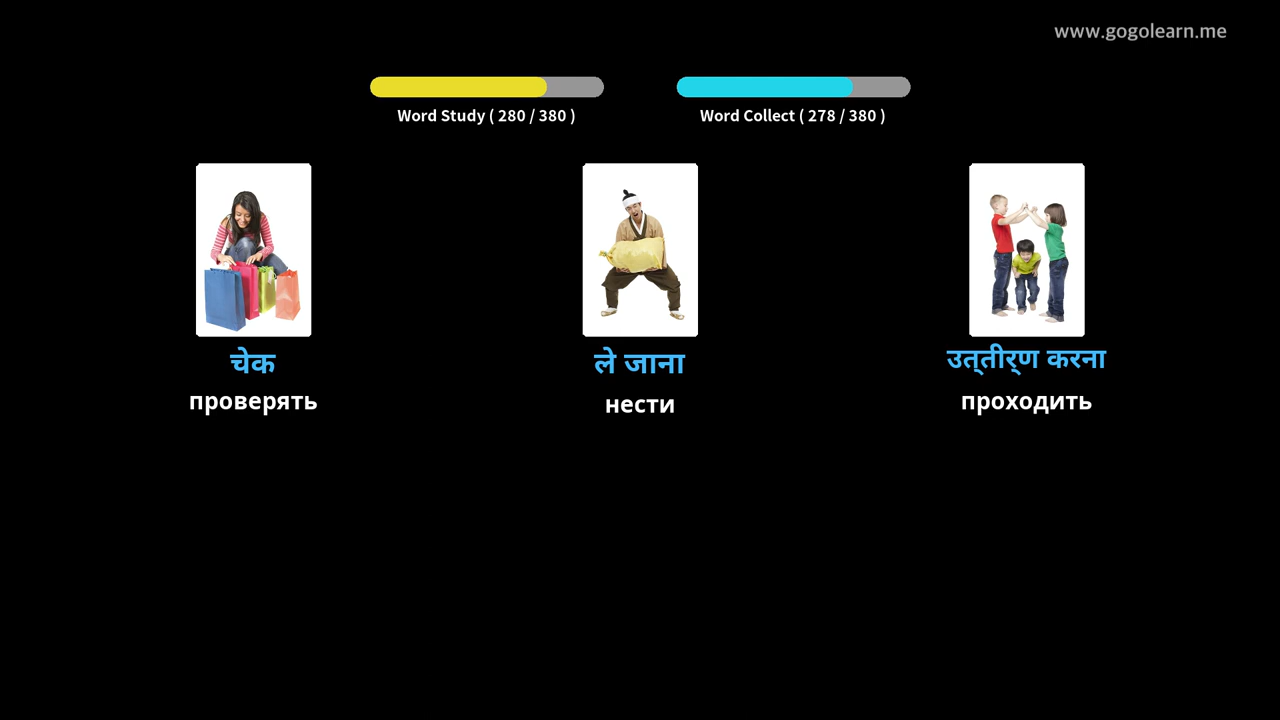 www.gogolearn.me
Word Study ( 280 / 380 )
Word Collect ( 278 / 380 )
चेक
ले जाना
उत्‌तीर्‌ण करना
проверять
нести
проходить